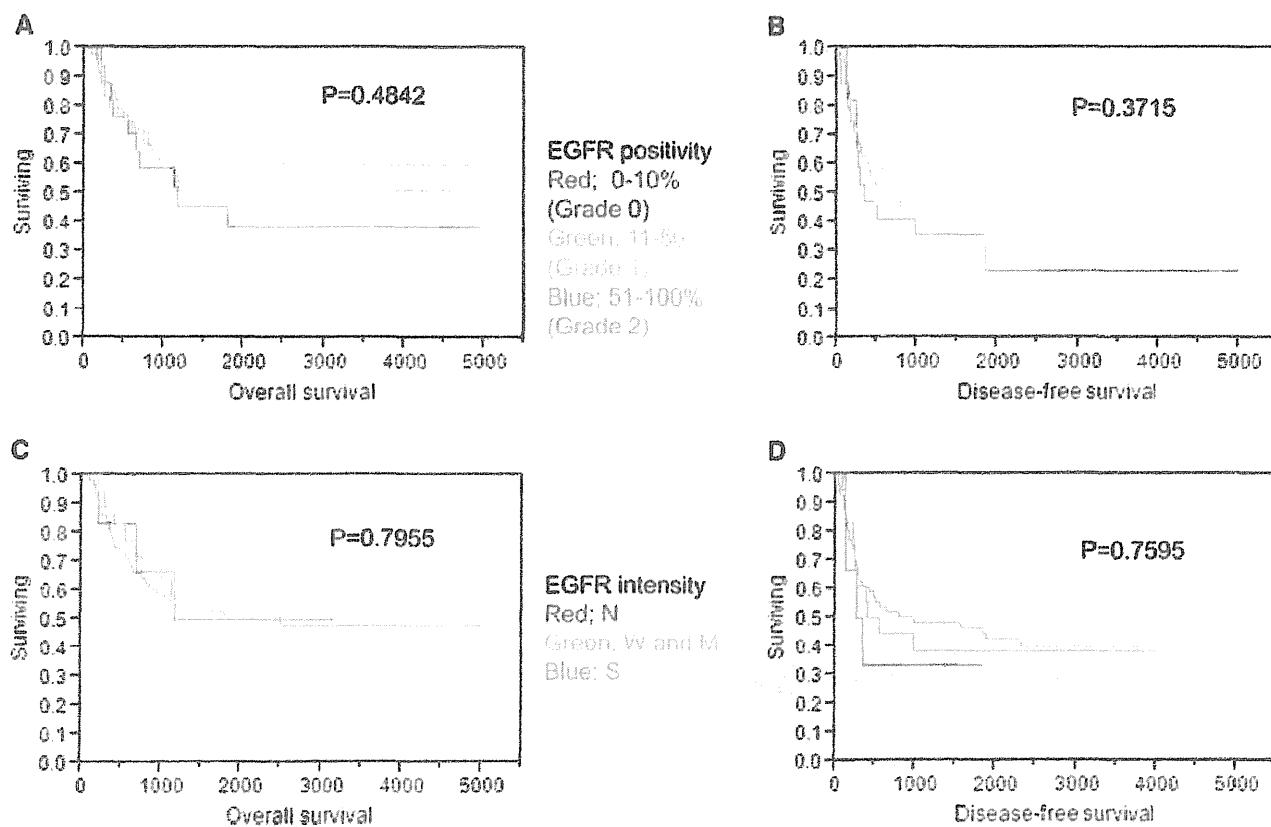 A
1.0
0.9
0.8
0.7
0.6
0.5
0.4
0.3
0.2
0.1
0.0
Surviving
P=0.4842
0 1000 2000 3000 4000 5000
Overall survival
EGFR positivity
Red; 0-10%
(Grade 0)
Green;
(Grade
Blue; 51-100%
(Grade 2)
B
1.0
0.9
0.8
0.7
0.6
0.5
0.4
0.3
0.2
0.1
0.0
Surviving
P=0.3715
0 1000 2000 3000 4000 5000
Disease-free survival
C
1.0
0.9
0.8
0.7
0.6
0.5
0.4
0.3
0.2
0.1
0.0
Surviving
P=0.7955
0 1000 2000 3000 4000 5000
Overall survival
EGFR intensity
Red; N
Green; W and M
Blue; S
D
1.0
0.9
0.8
0.7
0.6
0.5
0.4
0.3
0.2
0.1
0.0
Surviving
P=0.7595
0 1000 2000 3000 4000 5000
Disease-free survival